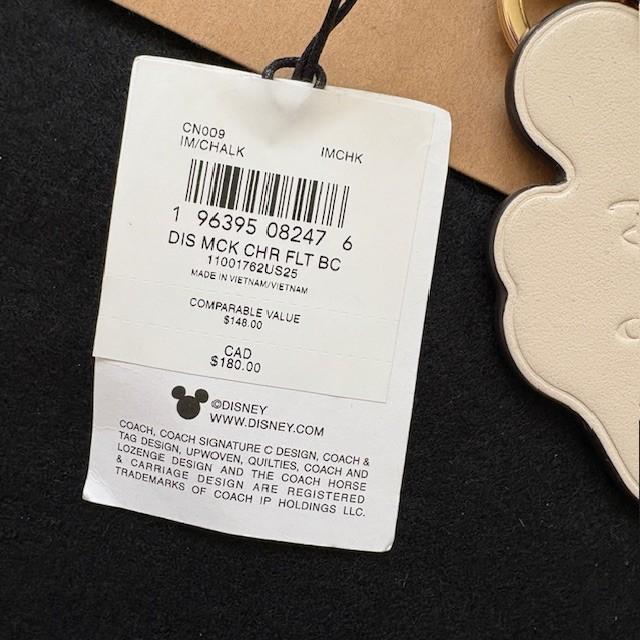 CN009
IM/CHALK IMCHK
1 96395 08247 6
DIS MCK CHR FLT BC
11001762US25
MADE IN VIETNAM/VIETNAM
COMPARABLE VALUE
$148.00
CAD
$180.00
©DISNEY
WWW.DISNEY.COM
COACH, COACH SIGNATURE C DESIGN, COACH &
TAG DESIGN, UPWOVEN, QUILTIES, COACH AND
LOZENGE DESIGN AND THE COACH HORSE
& CARRIAGE DESIGN ARE REGISTERED
TRADEMARKS OF COACH IP HOLDINGS LLC.